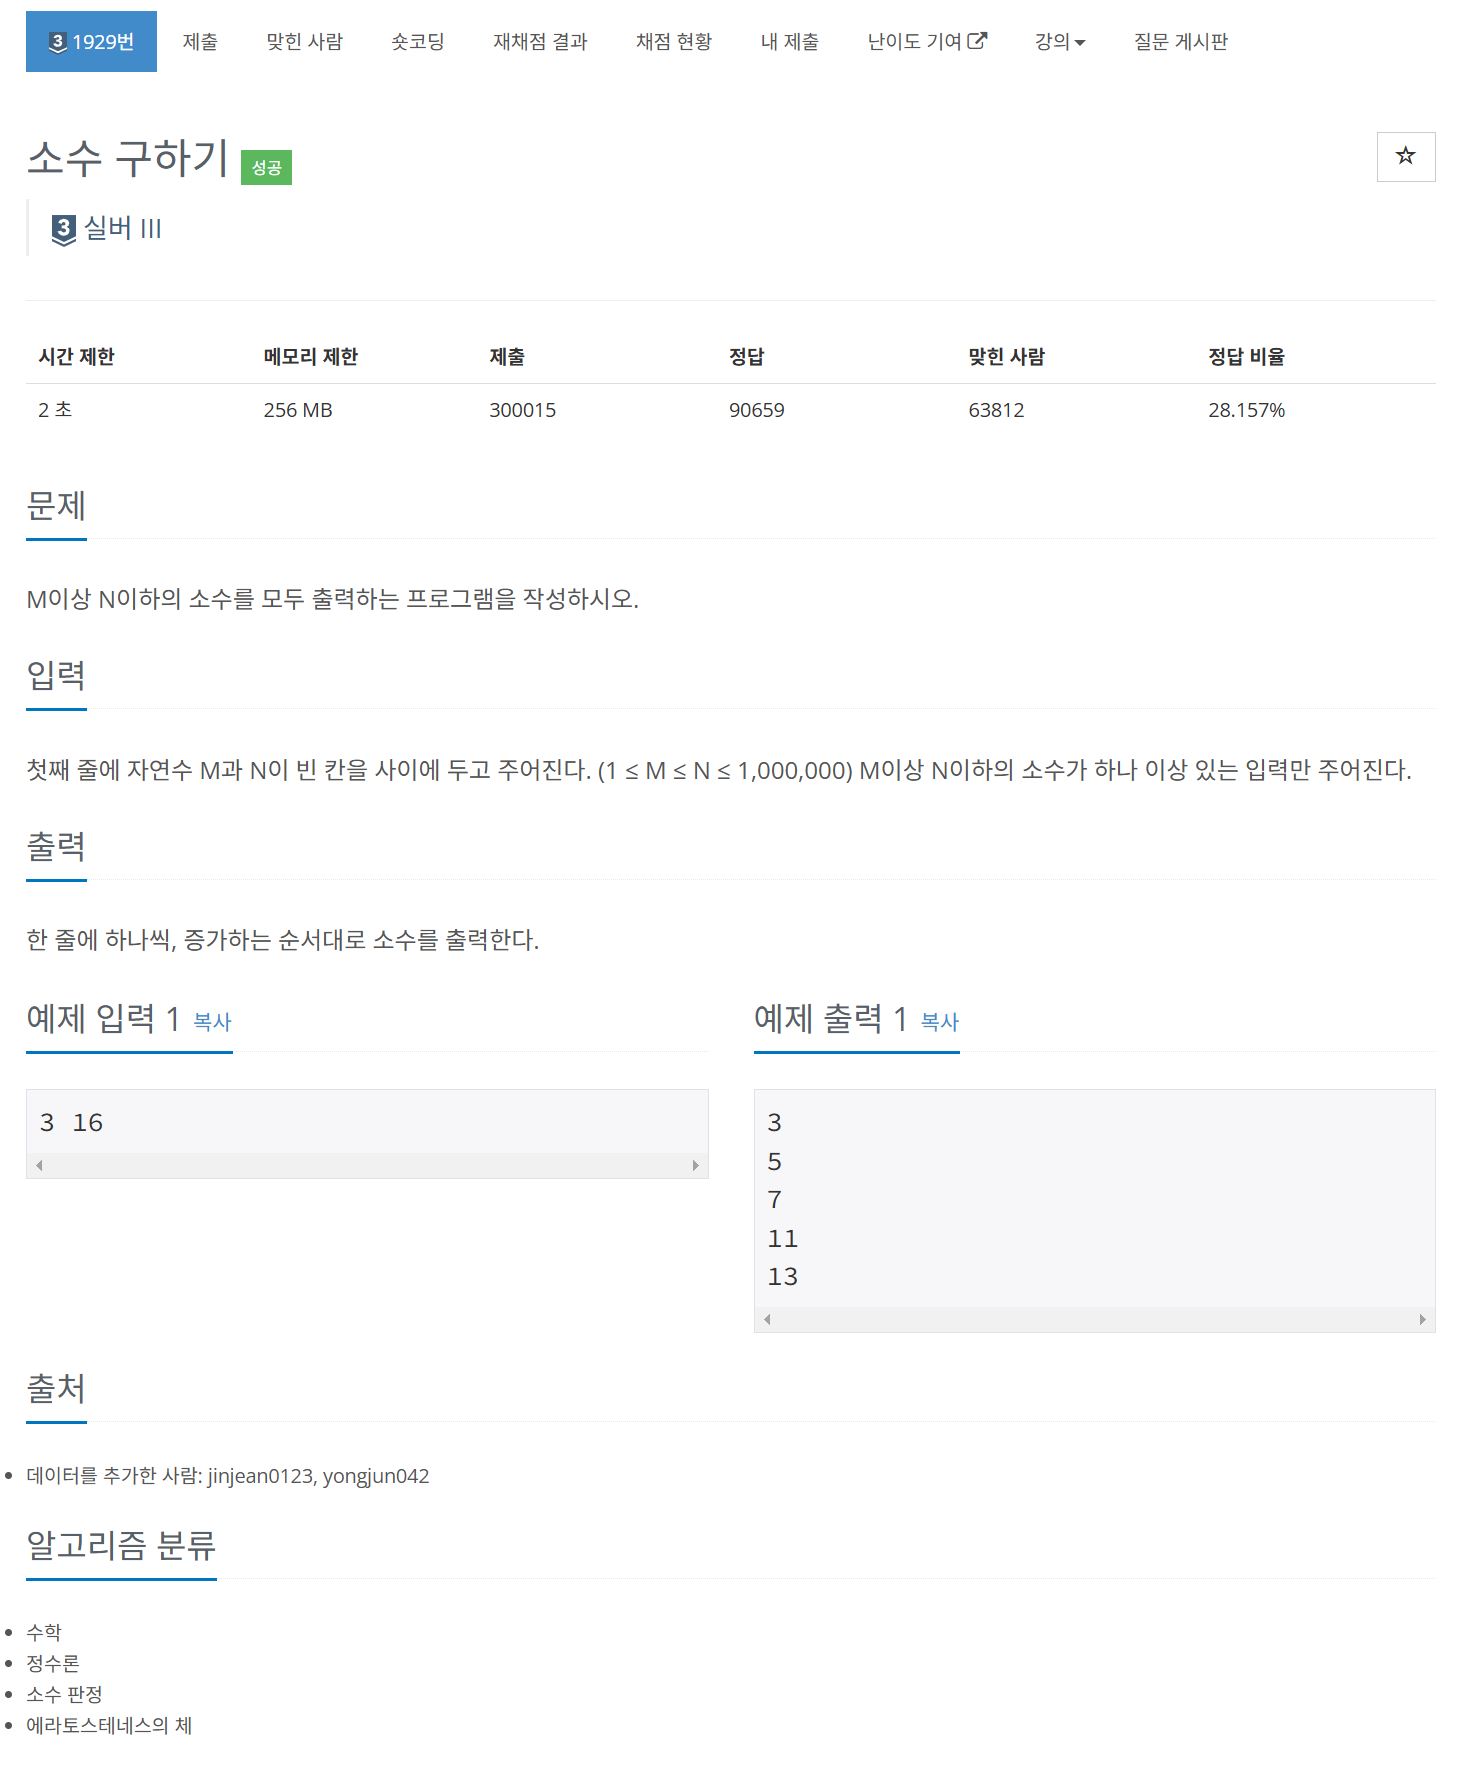 3 1929번 제출 맞힌 사람 숏코딩 재채점 결과 채점 현황 내 제출 난이도 기여 강의 질문 게시판
소수 구하기 성공
3 실버 III
시간 제한 메모리 제한 제출 정답 맞힌 사람 정답 비율
2 초 256 MB 300015 90659 63812 28.157%
문제
M이상 N이하의 소수를 모두 출력하는 프로그램을 작성하시오.
입력
첫째 줄에 자연수 M과 N이 빈 칸을 사이에 두고 주어진다. (1 ≤ M ≤ N ≤ 1,000,000) M이상 N이하의 소수가 하나 이상 있는 입력만 주어진다.
출력
한 줄에 하나씩, 증가하는 순서대로 소수를 출력한다.
예제 입력 1 복사
3 16
예제 출력 1 복사
3
5
7
11
13
출처
데이터를 추가한 사람: jinjean0123, yongjun042
알고리즘 분류
수학
정수론
소수 판정
에라토스테네스의 체